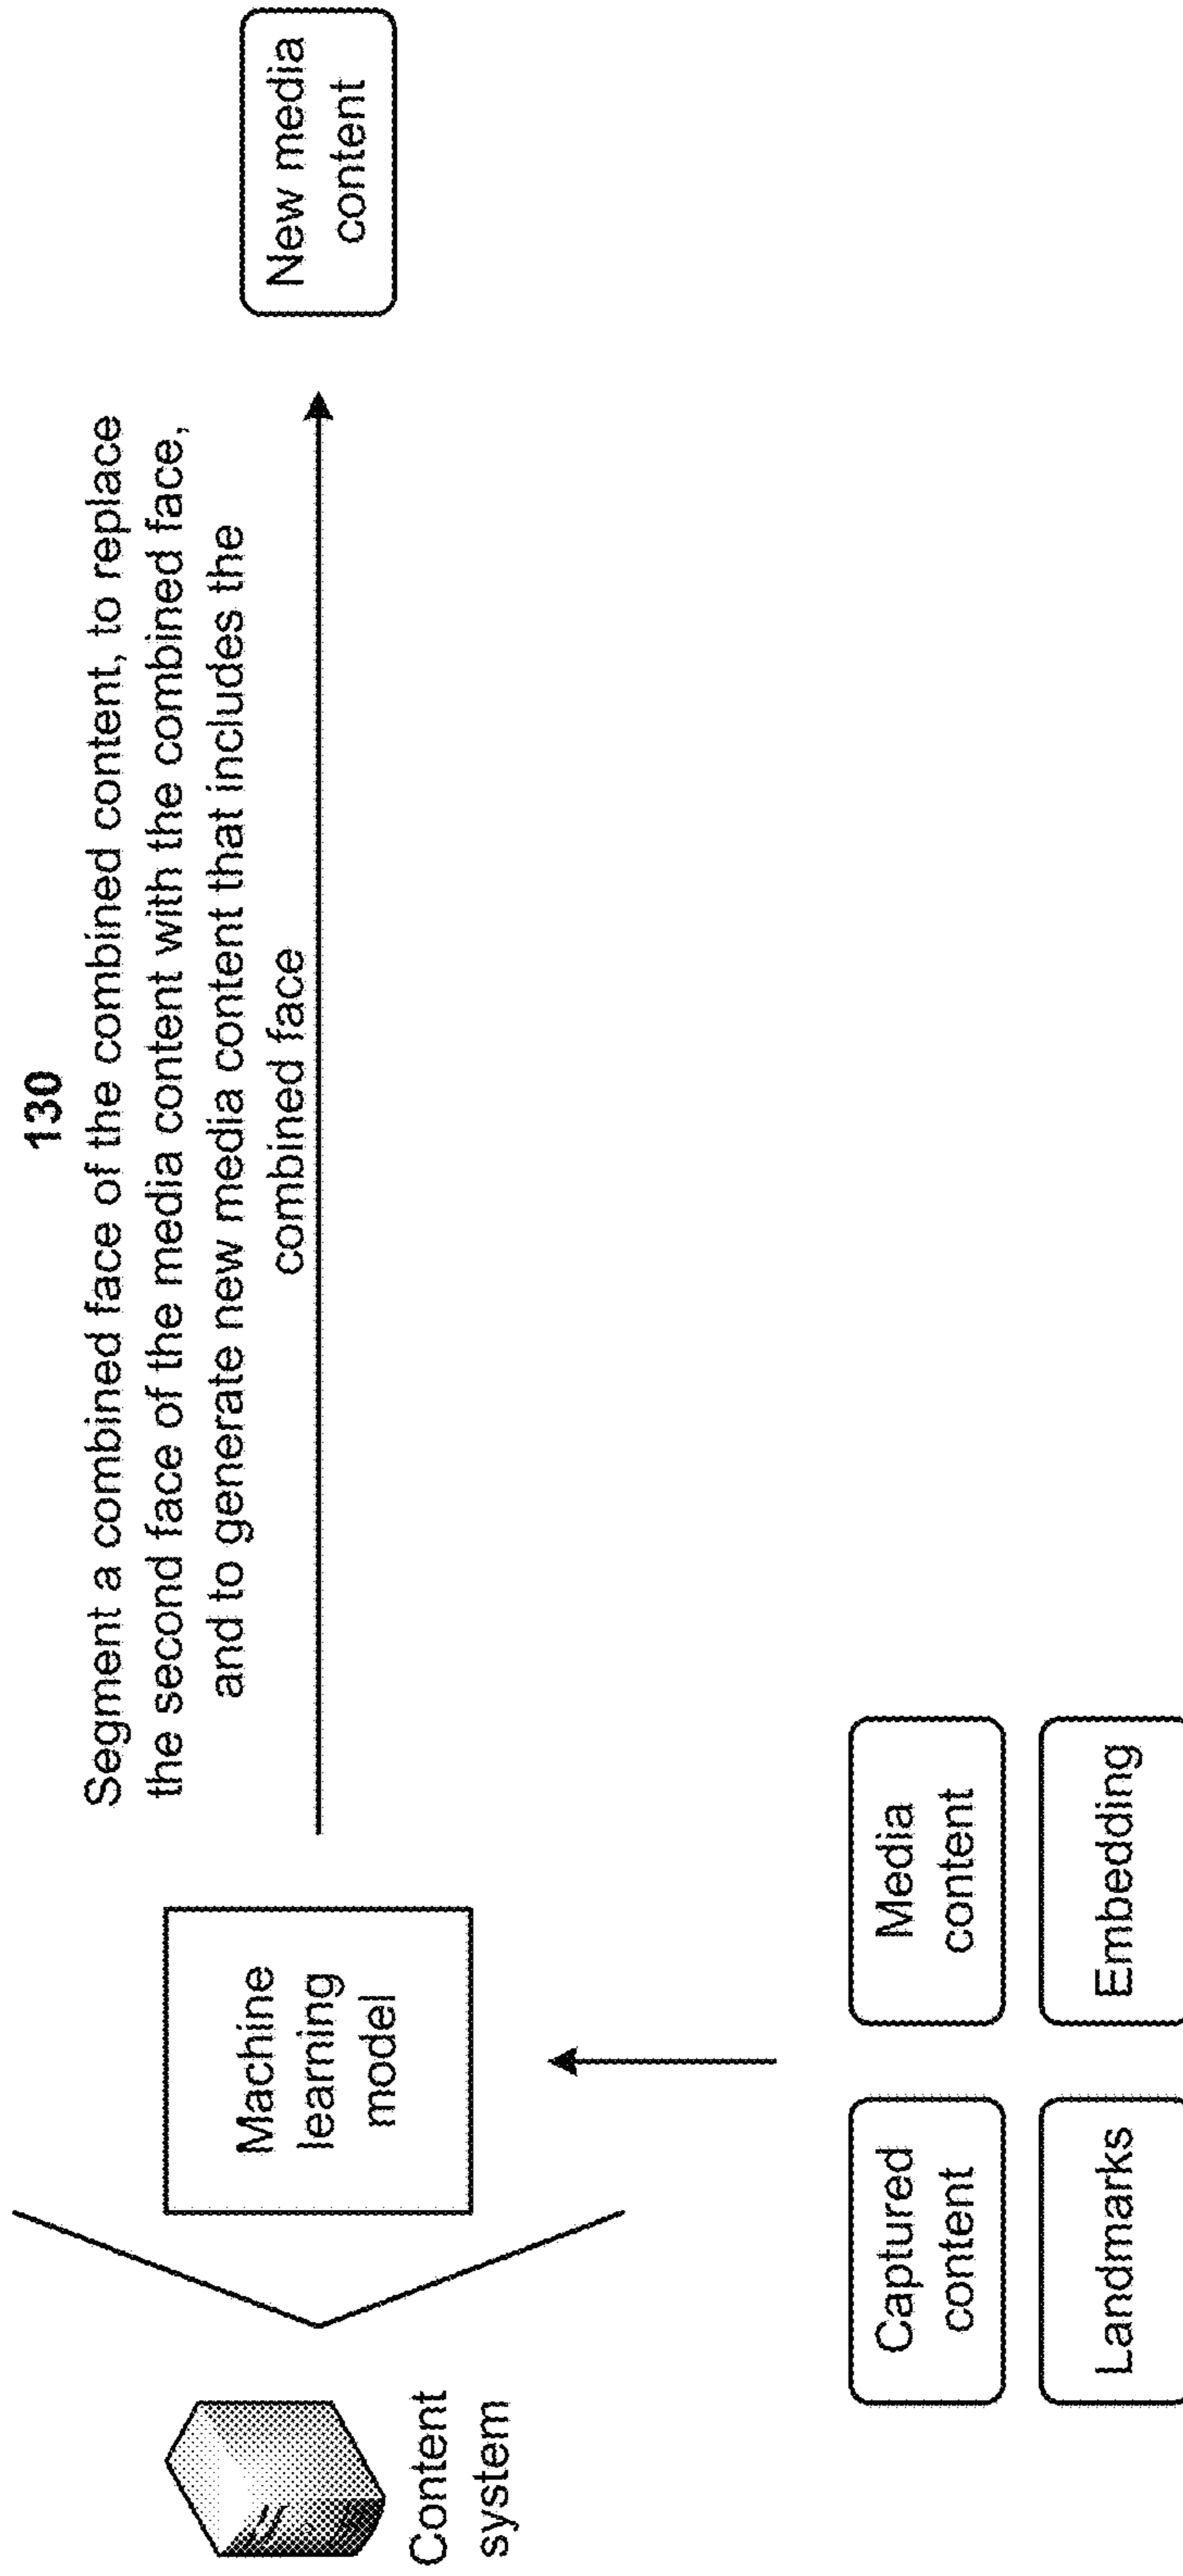 130
Segment a combined face of the combined content, to replace
the second face of the media content with the combined face,
and to generate new media content that includes the
combined face
Content
system
Machine
learning
model
New media
content
Captured
content
Media
content
Landmarks
Embedding